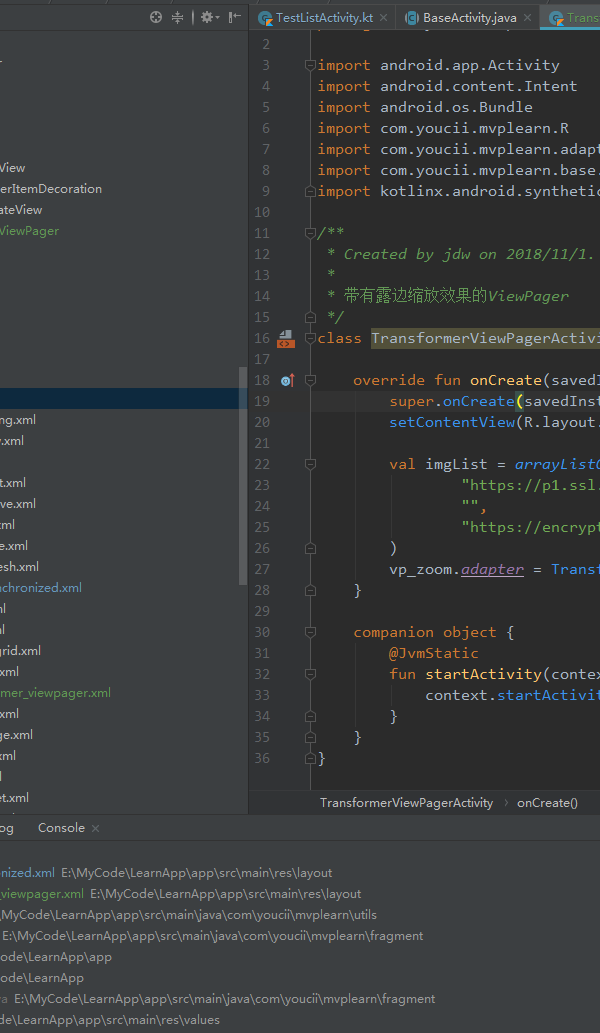 TestListActivity.kt
BaseActivity.java
Trans
View
erItemDecoration
ateView
ViewPager
ng.xml
v.xml
t.xml
ve.xml
xml
e.xml
esh.xml
nchronized.xml
ml
ml
grid.xml
.xml
mer_viewpager.xml
.xml
ge.xml
xml
l
et.xml
2
3 import android.app.Activity
4 import android.content.Intent
5 import android.os.Bundle
6 import com.youcii.mvplearn.R
7 import com.youcii.mvplearn.adapt
8 import com.youcii.mvplearn.base.
9 import kotlinx.android.synthetic
10
11 /**
12 * Created by jdw on 2018/11/1.
13 *
14 * 带有露边缩放效果的ViewPager
15 */
16 class TransformerViewPagerActivi
17
18 override fun onCreate(savedI
19 super.onCreate(savedInst
20 setContentView(R.layout.
21
22 val imgList = arrayListO
23 "https://p1.ssl.
24 "",
25 "https://encrypt
26 )
27 vp_zoom.adapter = Transf
28 }
29
30 companion object {
31 @JvmStatic
32 fun startActivity(contex
33 context.startActivit
34 }
35 }
36 }
TransformerViewPagerActivity › onCreate()
og Console
nized.xml E:\MyCode\LearnApp\app\src\main\res\layout
_viewpager.xml E:\MyCode\LearnApp\app\src\main\res\layout
MyCode\LearnApp\app\src\main\java\com\youcii\mvplearn\utils
E:\MyCode\LearnApp\app\src\main\java\com\youcii\mvplearn\fragment
ode\LearnApp\app
ode\LearnApp
va E:\MyCode\LearnApp\app\src\main\java\com\youcii\mvplearn\fragment
de\LearnApp\app\src\main\res\values